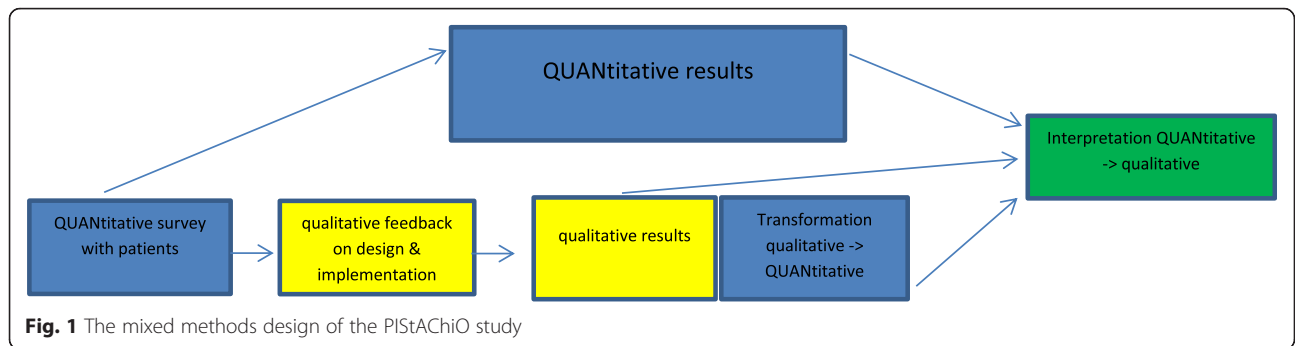 QUANtitative results
Interpretation QUANtitative
-> qualitative
QUANtitative survey
with patients
qualitative feedback
on design &
implementation
qualitative results
Transformation
qualitative ->
QUANtitative
Fig. 1 The mixed methods design of the PIStAChiO study